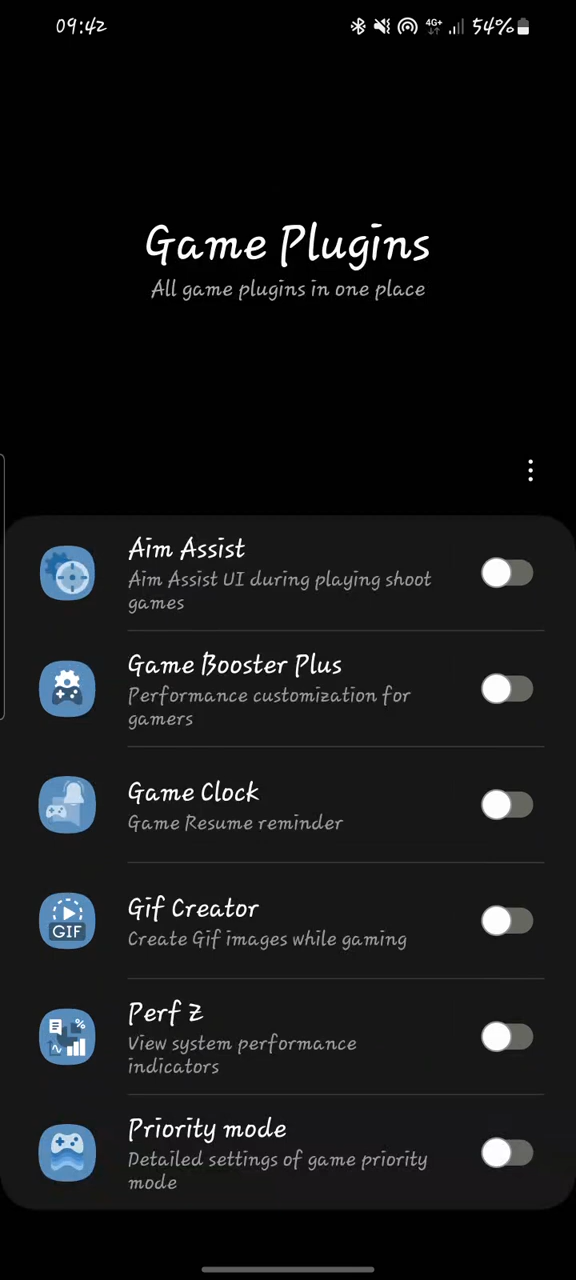 09:42
4G+
54%
Game Plugins
All game plugins in one place
Aim Assist
Aim Assist UI during playing shoot
games
Game Booster Plus
Performance customization for
gamers
Game Clock
Game Resume reminder
GIF
Gif Creator
Create Gif images while gaming
%
Perf Z
View system performance
indicators
Priority mode
Detailed settings of game priority
mode